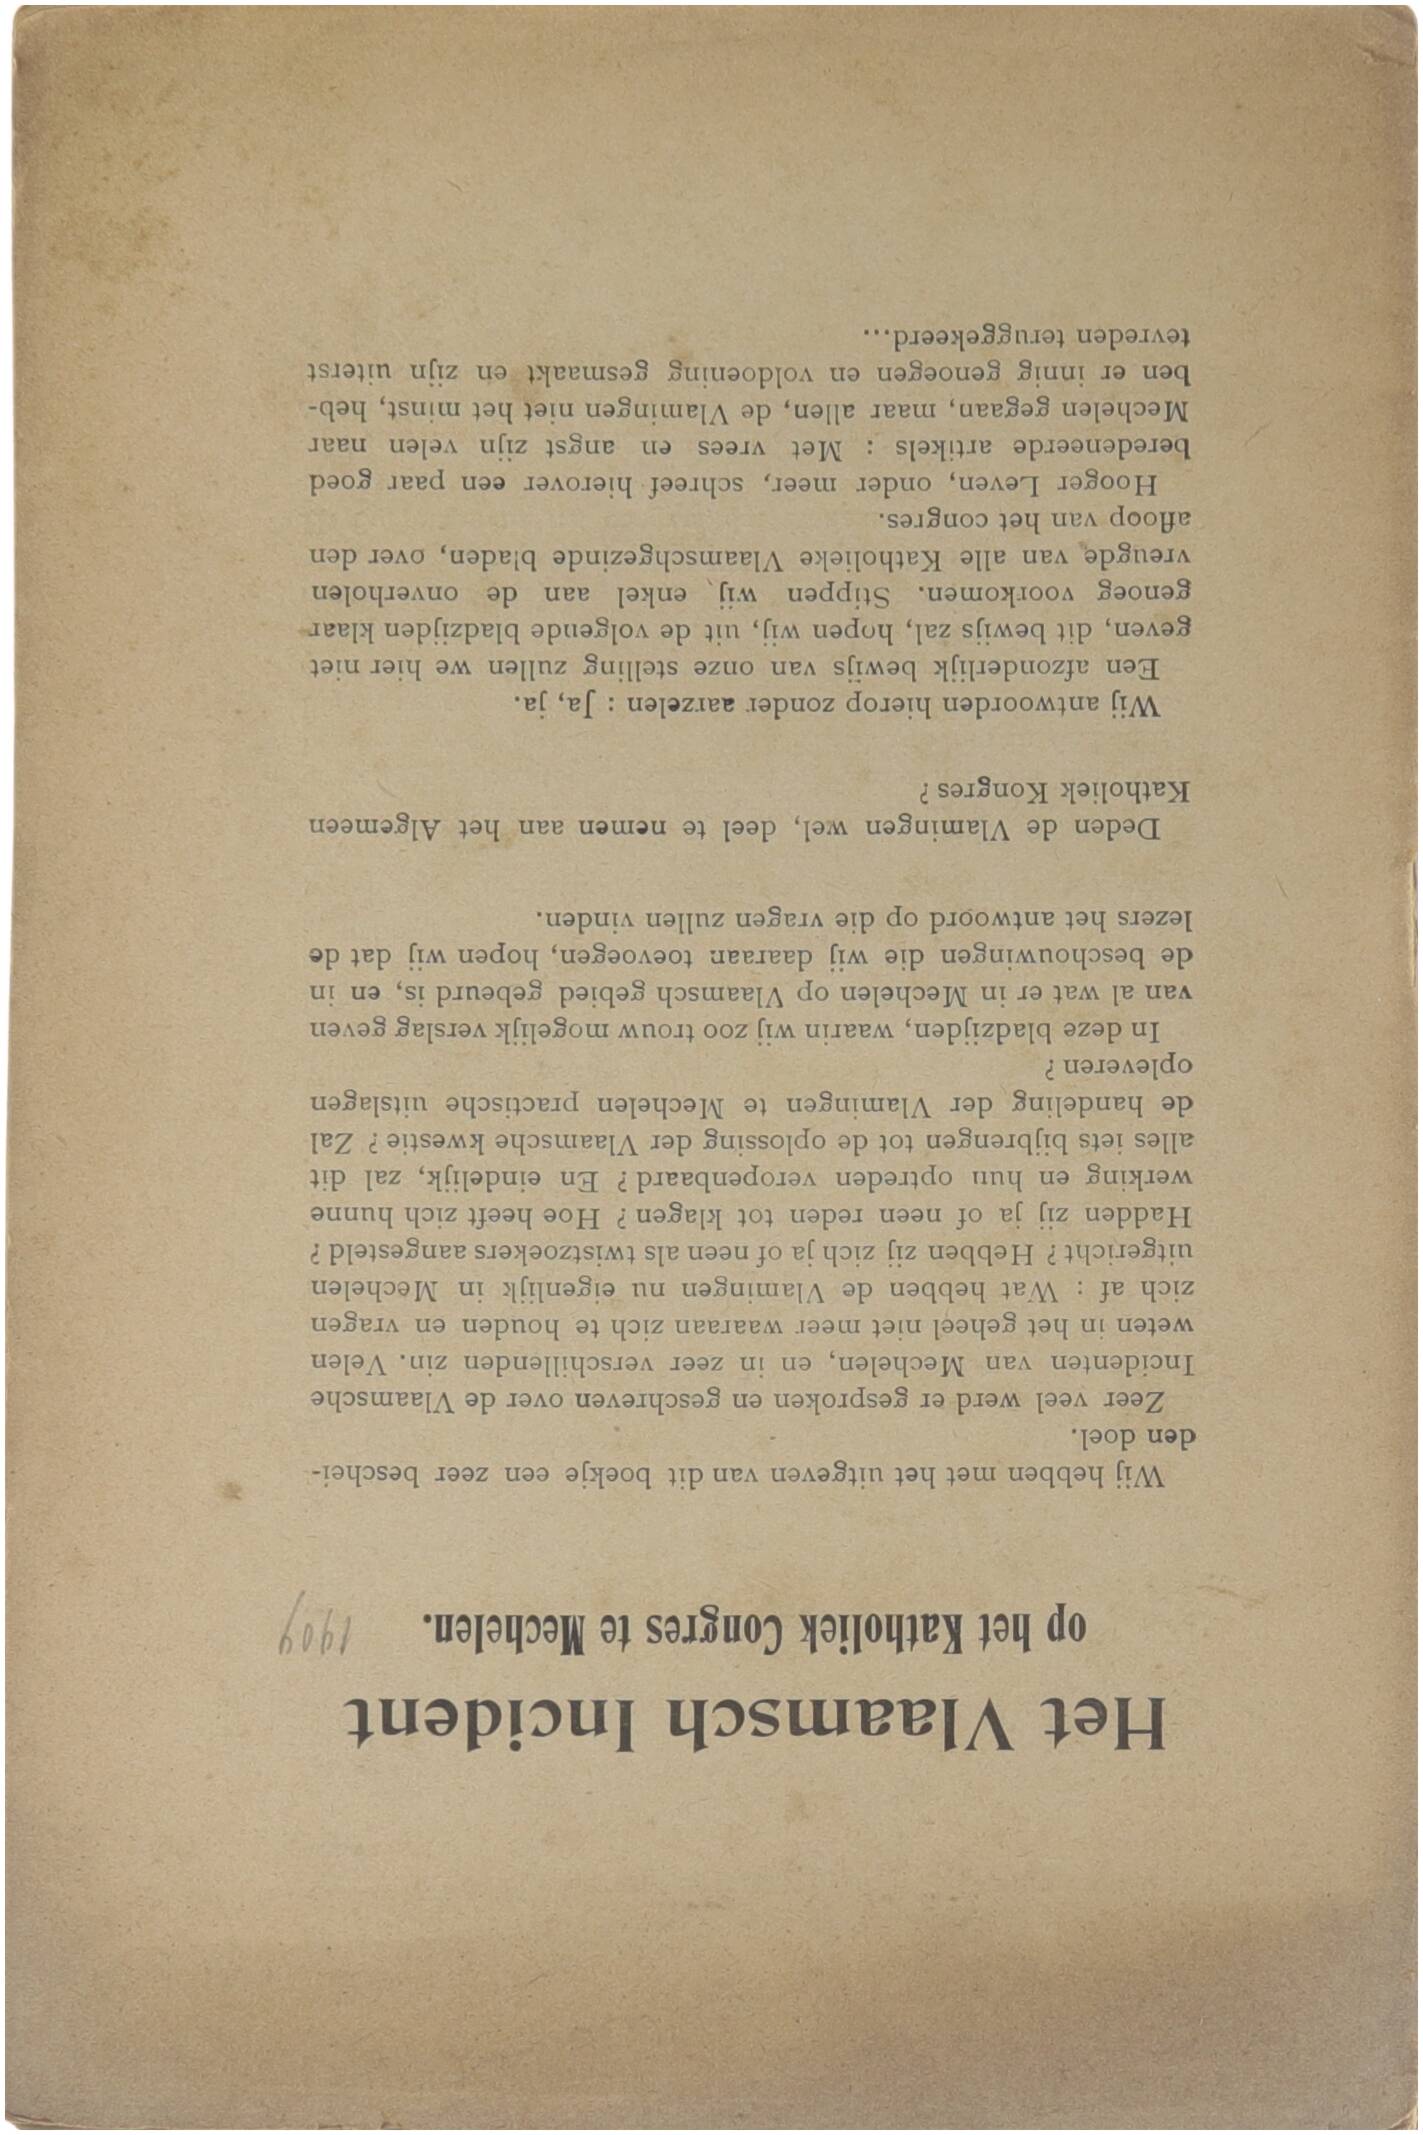 Het Vlaamsch Incident
op het Katholiek Congres te Mechelen.
1909
Wij hebben met het uitgeven van dit boekje een zeer beschei-
den doel.
Zeer veel werd er gesproken en geschreven over de Vlaamsche
Incidenten van Mechelen, en in zeer verschillenden zin. Velen
weten in het geheel niet meer waaraan zich te houden en vragen
zich af : Wat hebben de Vlamingen nu eigenlijk in Mechelen
uitgericht ? Hebben zij zich ja of neen als twistzoekers aangesteld ?
Hadden zij ja of neen reden tot klagen ? Hoe heeft zich hunne
werking en hun optreden veropenbaard ? En eindelijk, zal dit
alles iets bijbrengen tot de oplossing der Vlaamsche kwestie ? Zal
de handeling der Vlamingen te Mechelen practische uitslagen
opleveren ?
In deze bladzijden, waarin wij zoo trouw mogelijk verslag geven
van al wat er in Mechelen op Vlaamsch gebied gebeurd is, en in
de beschouwingen die wij daaraan toevoegen, hopen wij dat de
lezers het antwoord op die vragen zullen vinden.
Deden de Vlamingen wel, deel te nemen aan het Algemeen
Katholiek Kongres ?
Wij antwoorden hierop zonder aarzelen : Ja, ja.
Een afzonderlijk bewijs van onze stelling zullen we hier niet
geven, dit bewijs zal, hopen wij, uit de volgende bladzijden klaar
genoeg voorkomen. Stippen wij enkel aan de onverholen
vreugde van alle Katholieke Vlaamschgezinde bladen, over den
afloop van het congres.
Hooger Leven, onder meer, schreef hierover een paar goed
beredeneerde artikels : Met vrees en angst zijn velen naar
Mechelen gegaan, maar allen, de Vlamingen niet het minst, heb-
ben er innig genoegen en voldoening gesmaakt en zijn uiterst
tevreden teruggekeerd...